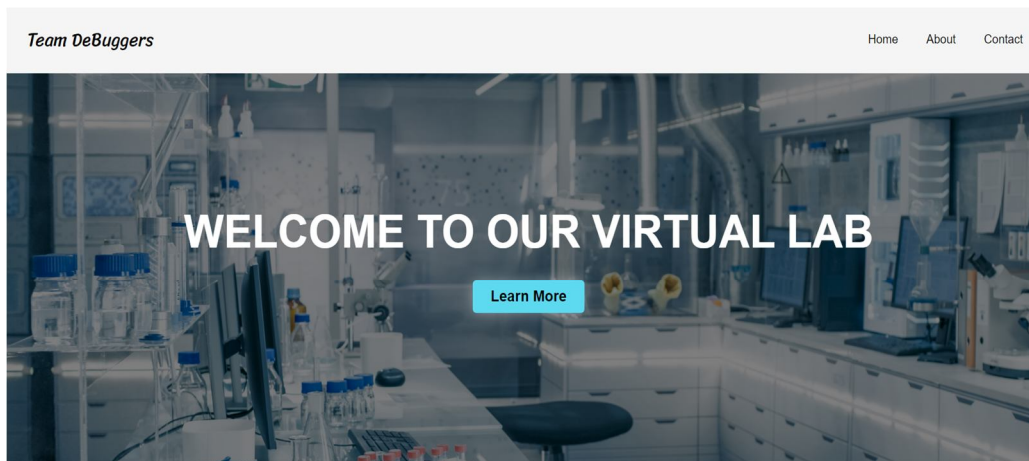 Team DeBuggers
Home About Contact
WELCOME TO OUR VIRTUAL LAB
Learn More